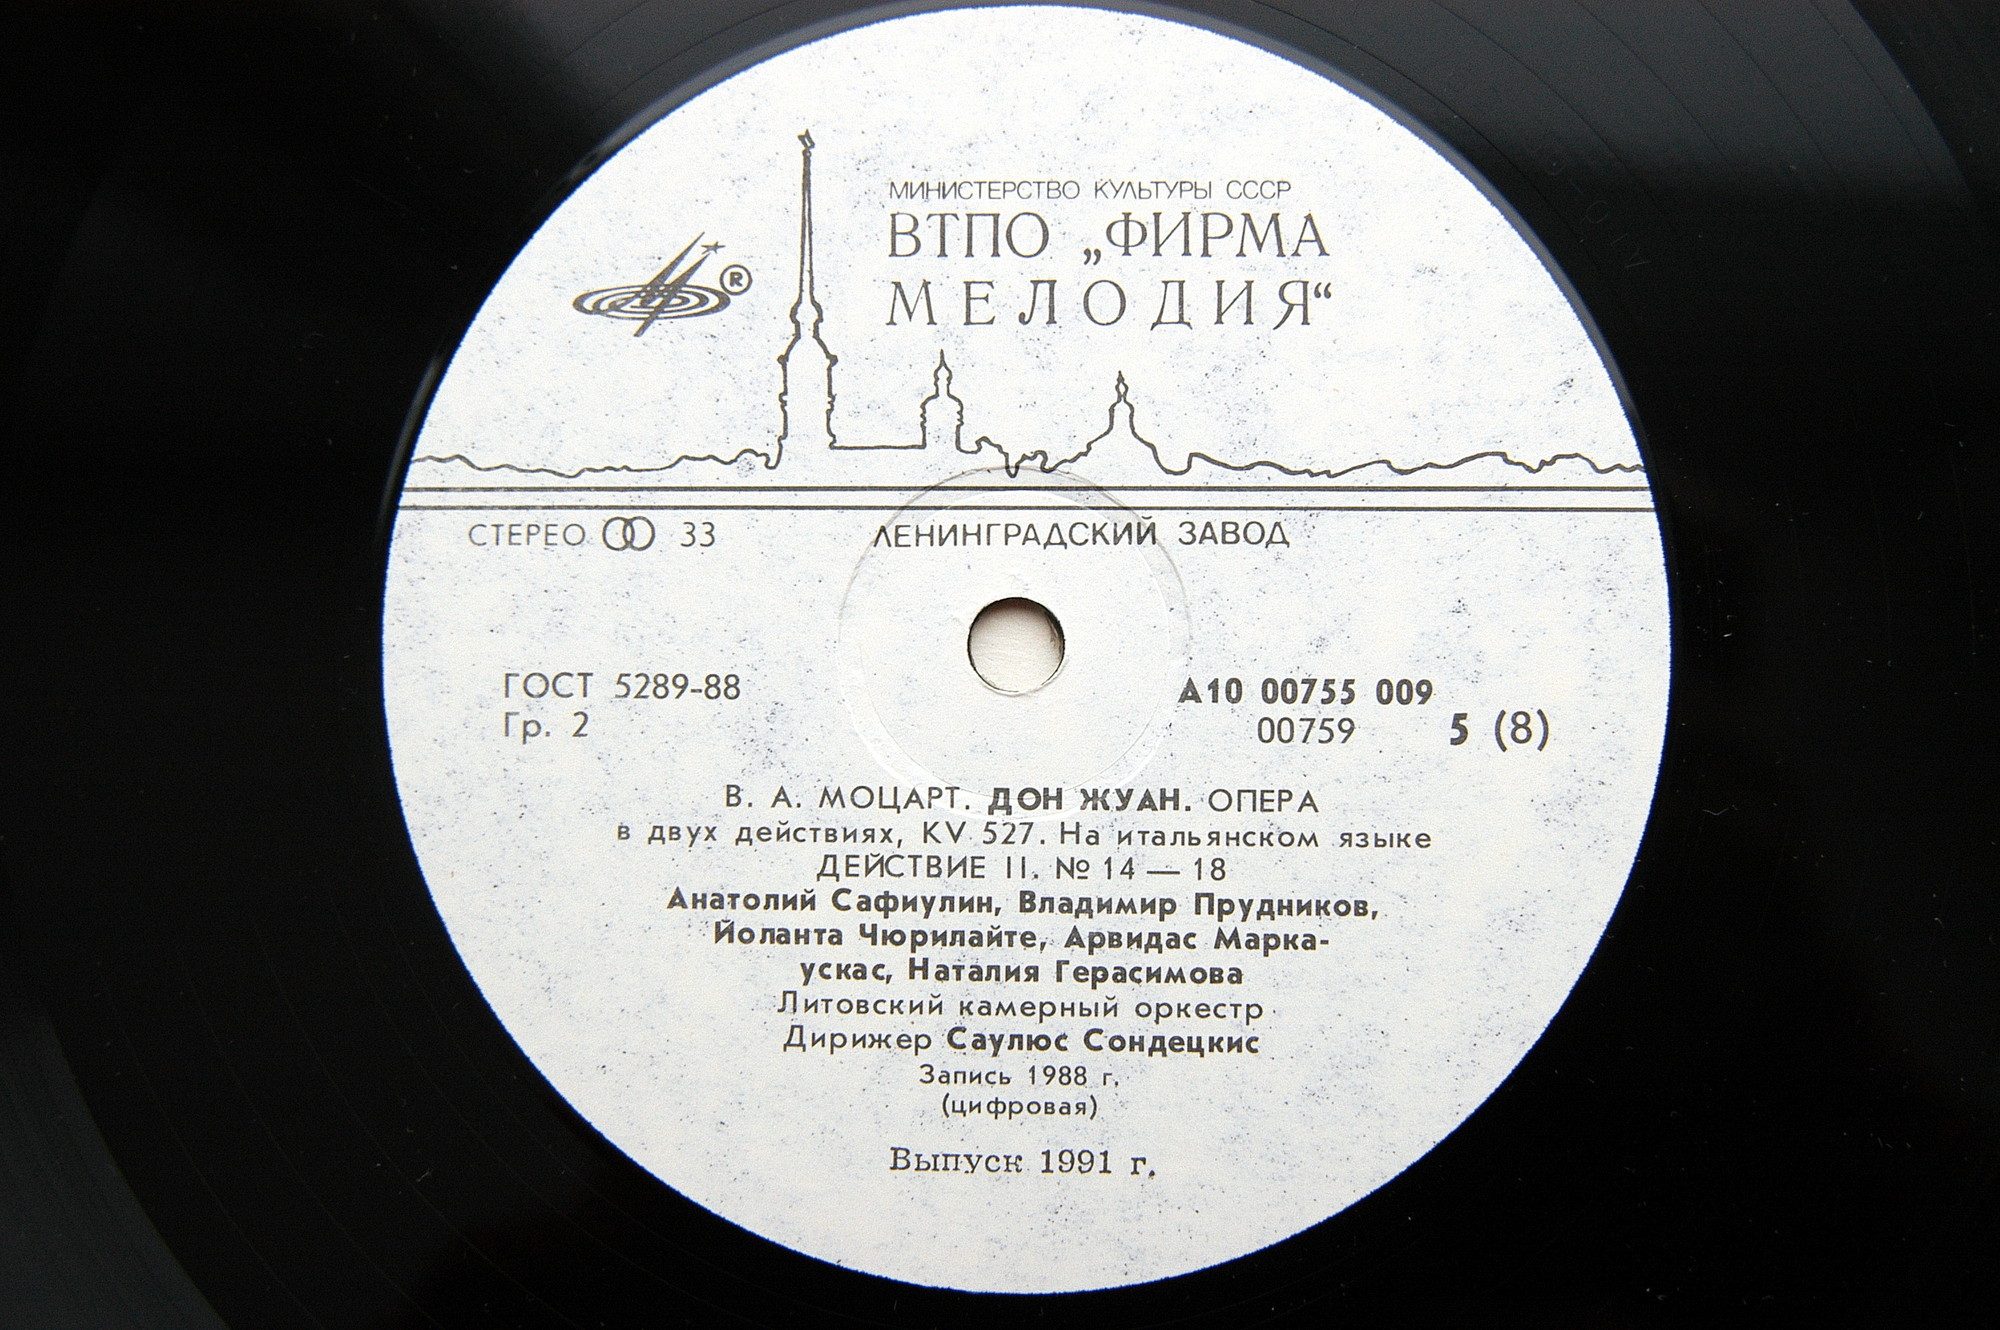 МИНИСТЕРСТВО КУЛЬТУРЫ СССР
ВТПО „ФИРМА
МЕЛОДИЯ“
®
СТЕРЕО 33 ЛЕНИНГРАДСКИЙ ЗАВОД
ГОСТ 5289-88
Гр. 2
А10 00755 009
00759 5 (8)
В. А. МОЦАРТ. ДОН ЖУАН. ОПЕРА
в двух действиях, KV 527. На итальянском языке
ДЕЙСТВИЕ II. № 14 — 18
Анатолий Сафиулин, Владимир Прудников,
Йоланта Чюрилайте, Арвидас Марка-
ускас, Наталия Герасимова
Литовский камерный оркестр
Дирижер Саулюс Сондецкис
Запись 1988 г.
(цифровая)
Выпуск 1991 г.